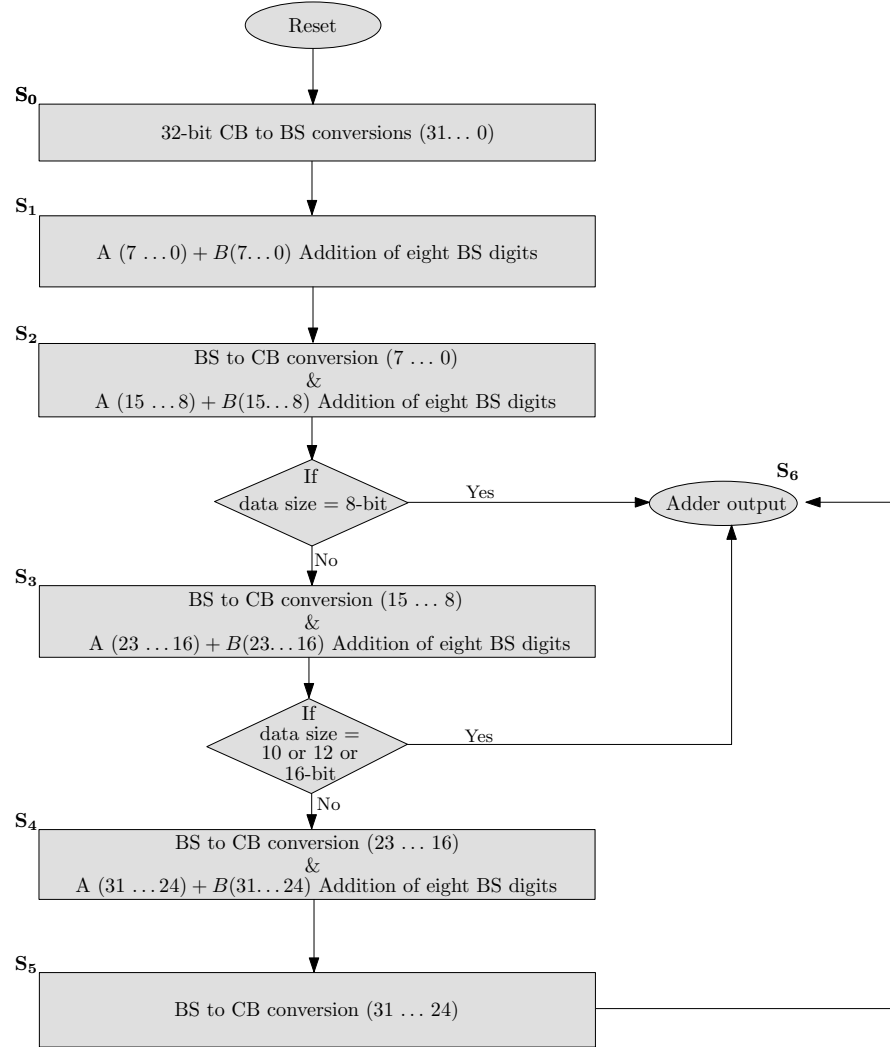 Reset
S0
32-bit CB to BS conversions (31... 0)
S1
A (7 ... 0) + B(7... 0) Addition of eight BS digits
S2
BS to CB conversion (7 ... 0)
&
A (15 ... 8) + B(15... 8) Addition of eight BS digits
If
data size = 8-bit
Yes
S6
Adder output
No
S3
BS to CB conversion (15 ... 8)
&
A (23 ... 16) + B(23... 16) Addition of eight BS digits
If
data size =
10 or 12 or
16-bit
Yes
No
S4
BS to CB conversion (23 ... 16)
&
A (31 ... 24) + B(31... 24) Addition of eight BS digits
S5
BS to CB conversion (31 ... 24)